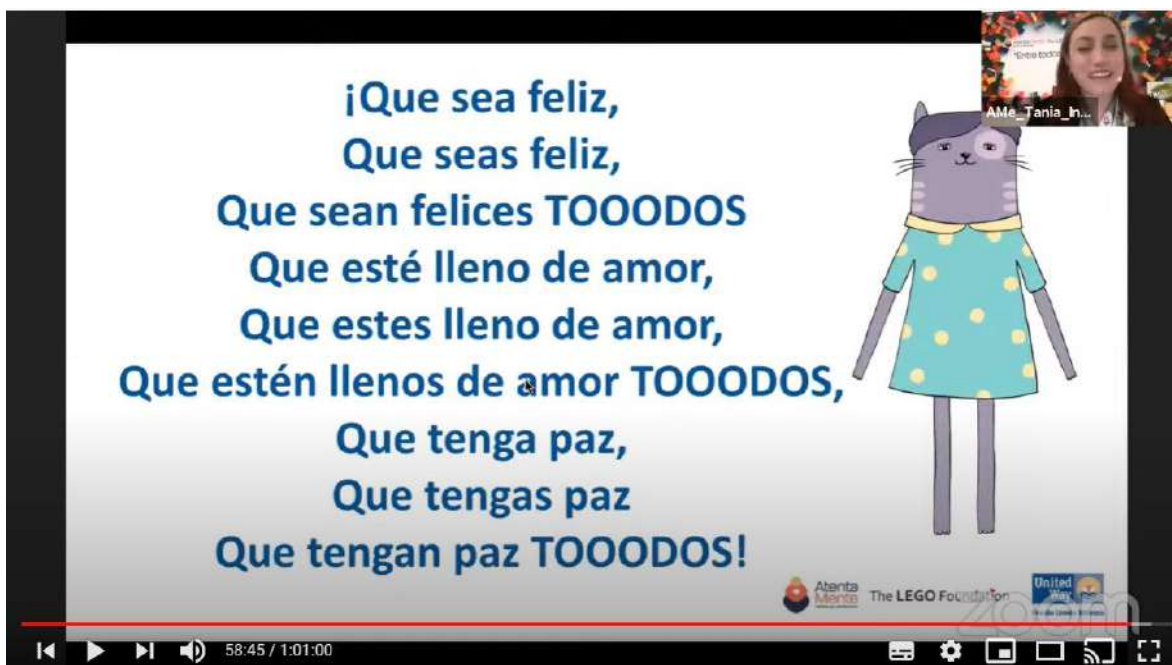 ¡Que sea feliz,
Que seas feliz,
Que sean felices TOOODOS
Que esté lleno de amor,
Que estes lleno de amor,
Que estén llenos de amor TOOODOS,
Que tenga paz,
Que tengas paz
Que tengan paz TOOODOS!
"Entre todos
AMe_Tania_In...
Atenta
Mente
The LEGO Foundation
United
Way
zoom
58:45 / 1:01:00